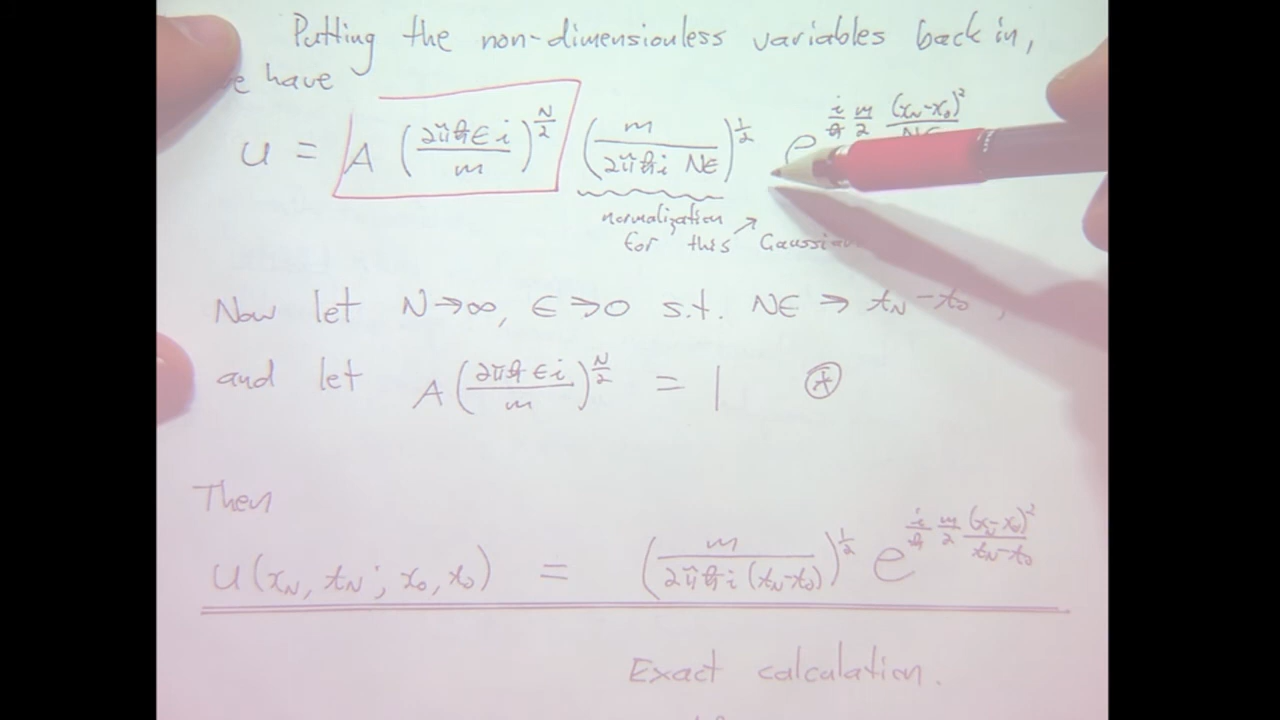 Putting the non-dimensionless variables back in,
e have
u = A (2πħεi / m)^(N/2) (m / 2πħi Nε)^(1/2) e^(i/ħ m/2 (x_N-x_0)²/Nε)
normalization
for this ↗ Gaussian
Now let N→∞, ε→0 s.t. Nε → t_N-t_0,
and let A (2πħεi / m)^(N/2) = 1 ⊛
Then
U(x_N, t_N; x_0, t_0) = (m / 2πħi (t_N-t_0))^(1/2) e^(i/ħ m/2 (x_N-x_0)²/(t_N-t_0))
Exact calculation.